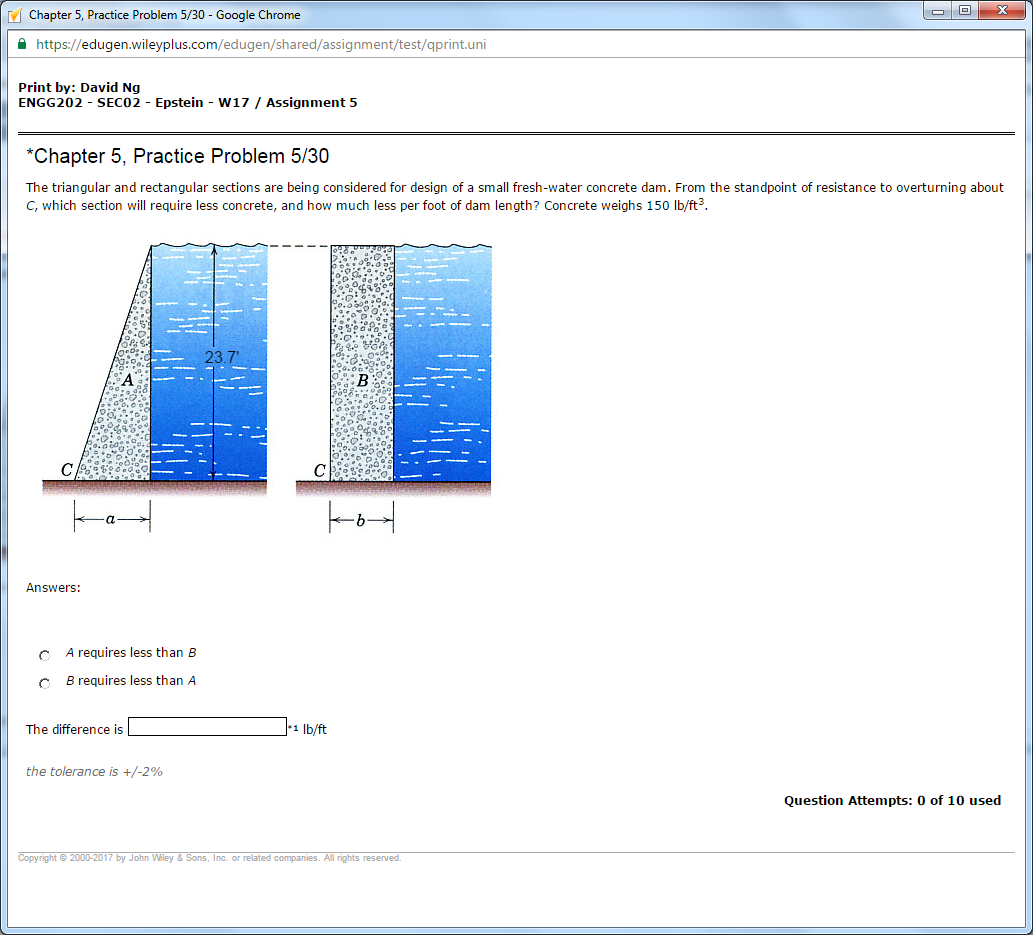 Chapter 5, Practice Problem 5/30 - Google Chrome
https://edugen.wileyplus.com/edugen/shared/assignment/test/qprint.uni
Print by: David Ng
ENGG202 - SEC02 - Epstein - W17 / Assignment 5
*Chapter 5, Practice Problem 5/30
The triangular and rectangular sections are being considered for design of a small fresh-water concrete dam. From the standpoint of resistance to overturning about
C, which section will require less concrete, and how much less per foot of dam length? Concrete weighs 150 lb/ft³.
23.7'
A
B
C
C
a
b
Answers:
A requires less than B
B requires less than A
The difference is *1 lb/ft
the tolerance is +/-2%
Question Attempts: 0 of 10 used
Copyright © 2000-2017 by John Wiley & Sons, Inc. or related companies. All rights reserved.